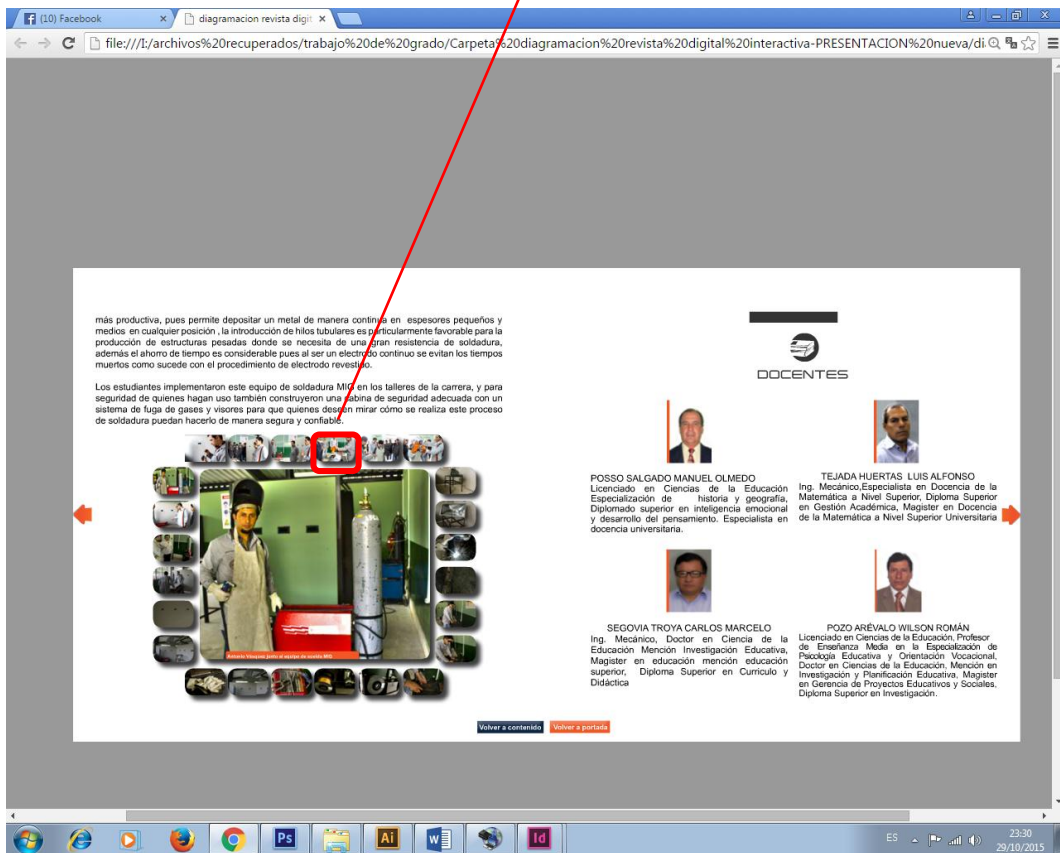 (10) Facebook
diagramacion revista digit
file:///I:/archivos%20recuperados/trabajo%20de%20grado/Carpeta%20diagramacion%20revista%20digital%20interactiva-PRESENTACION%20nueva/di
más productiva, pues permite depositar un metal de manera continua en espesores pequeños y
medios en cualquier posición , la introducción de hilos tubulares es particularmente favorable para la
producción de estructuras pesadas donde se necesita de una gran resistencia de soldadura,
además el ahorro de tiempo es considerable pues al ser un electrodo continuo se evitan los tiempos
muertos como sucede con el procedimiento de electrodo revestido.
Los estudiantes implementaron este equipo de soldadura MIG en los talleres de la carrera, y para
seguridad de quienes hagan uso también construyeron una cabina de seguridad adecuada con un
sistema de fuga de gases y visores para que quienes deseen mirar cómo se realiza este proceso
de soldadura puedan hacerlo de manera segura y confiable.
Antonio Vásquez junto al equipo de suelda MIG.
DOCENTES
POSSO SALGADO MANUEL OLMEDO
Licenciado en Ciencias de la Educación
Especialización de historia y geografía,
Diplomado superior en inteligencia emocional
y desarrollo del pensamiento. Especialista en
docencia universitaria.
TEJADA HUERTAS LUIS ALFONSO
Ing. Mecánico,Especialista en Docencia de la
Matemática a Nivel Superior, Diploma Superior
en Gestión Académica, Magister en Docencia
de la Matemática a Nivel Superior Universitaria
SEGOVIA TROYA CARLOS MARCELO
Ing. Mecánico, Doctor en Ciencia de la
Educación Mención Investigación Educativa,
Magister en educación mención educación
superior, Diploma Superior en Curriculo y
Didáctica
POZO ARÉVALO WILSON ROMÁN
Licenciado en Ciencias de la Educación, Profesor
de Enseñanza Media en la Especialización de
Psicología Educativa y Orientación Vocacional,
Doctor en Ciencias de la Educación, Mención en
Investigación y Planificación Educativa, Magister
en Gerencia de Proyectos Educativos y Sociales,
Diploma Superior en Investigación.
Volver a contenido
Volver a portada
Ps
Ai
W
Id
ES
23:30
29/10/2015